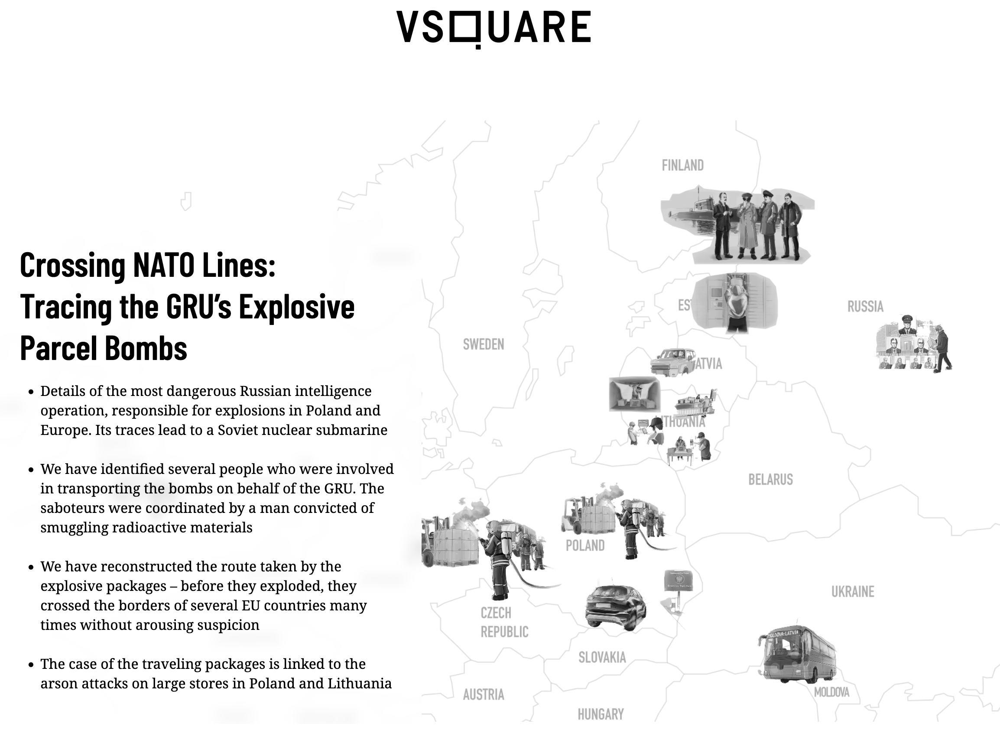 VSQUARE
Crossing NATO Lines:
Tracing the GRU’s Explosive
Parcel Bombs
• Details of the most dangerous Russian intelligence
operation, responsible for explosions in Poland and
Europe. Its traces lead to a Soviet nuclear submarine
• We have identified several people who were involved
in transporting the bombs on behalf of the GRU. The
saboteurs were coordinated by a man convicted of
smuggling radioactive materials
• We have reconstructed the route taken by the
explosive packages – before they exploded, they
crossed the borders of several EU countries many
times without arousing suspicion
• The case of the traveling packages is linked to the
arson attacks on large stores in Poland and Lithuania
FINLAND
EST
RUSSIA
SWEDEN
ATVIA
ITHUANIA
BELARUS
POLAND
UKRAINE
CZECH
REPUBLIC
MOLDOVA-LATVIA
SLOVAKIA
MOLDOVA
AUSTRIA
HUNGARY